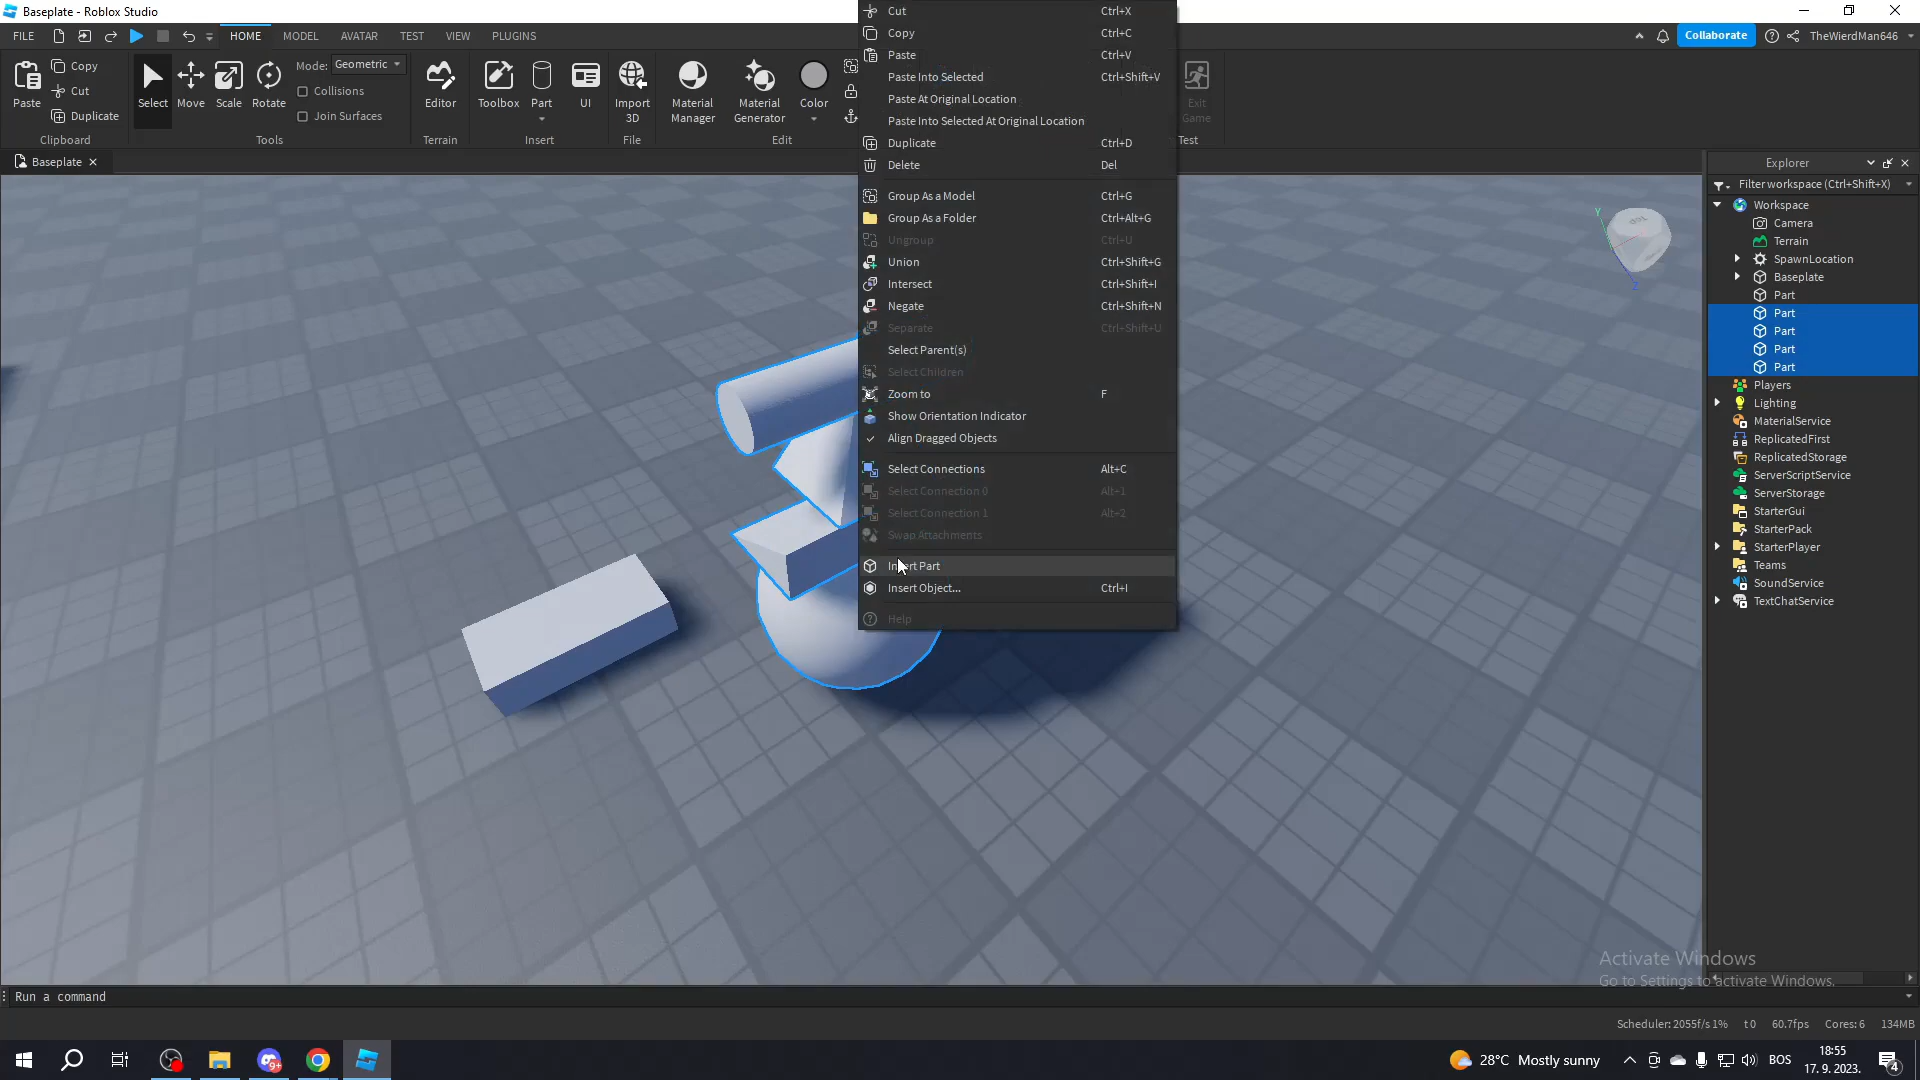 Baseplate - Roblox Studio
FILE HOME MODEL AVATAR TEST VIEW PLUGINS
Collaborate TheWierdMan646
Paste Copy Cut Duplicate
Clipboard
Select Move Scale Rotate Mode: Geometric
Collisions
Join Surfaces
Tools
Editor
Terrain
Toolbox Part UI
Insert
Import 3D
File
Material Manager Material Generator Color
Edit
Exit Game
Test
Baseplate
Cut Ctrl+X
Copy Ctrl+C
Paste Ctrl+V
Paste Into Selected Ctrl+Shift+V
Paste At Original Location
Paste Into Selected At Original Location
Duplicate Ctrl+D
Delete Del
Group As a Model Ctrl+G
Group As a Folder Ctrl+Alt+G
Ungroup Ctrl+U
Union Ctrl+Shift+G
Intersect Ctrl+Shift+I
Negate Ctrl+Shift+N
Separate Ctrl+Shift+U
Select Parent(s)
Select Children
Zoom to F
Show Orientation Indicator
Align Dragged Objects
Select Connections Alt+C
Select Connection 0 Alt+1
Select Connection 1 Alt+2
Swap Attachments
Insert Part
Insert Object... Ctrl+I
Help
Y
Z
Explorer
Filter workspace (Ctrl+Shift+X)
Workspace
Camera
Terrain
SpawnLocation
Baseplate
Part
Part
Part
Part
Part
Players
Lighting
MaterialService
ReplicatedFirst
ReplicatedStorage
ServerScriptService
ServerStorage
StarterGui
StarterPack
StarterPlayer
Teams
SoundService
TextChatService
Activate Windows
Go to Settings to activate Windows.
Run a command
Scheduler: 2055f/s 1% t 0 60.7fps Cores: 6 134MB
28°C Mostly sunny BOS 18:55
17. 9. 2023.
4
9+